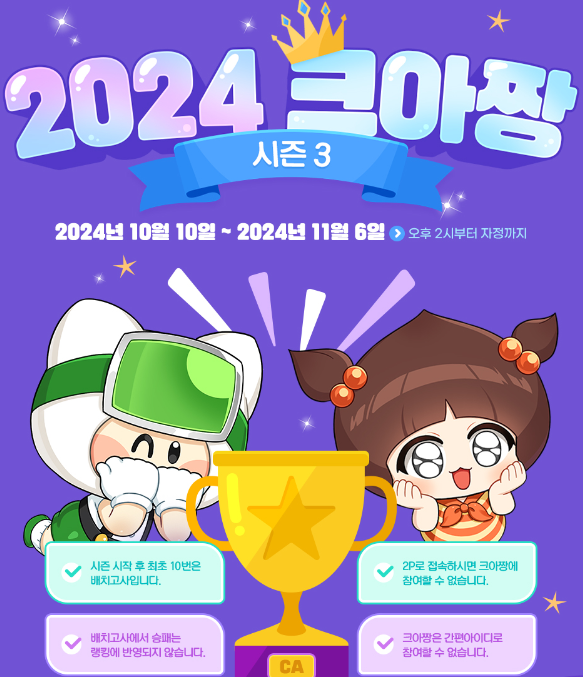 2024 크아짱
시즌 3
2024년 10월 10일 ~ 2024년 11월 6일 오후 2시부터 자정까지
시즌 시작 후 최초 10번은
배치고사입니다.
2P로 접속하시면 크아짱에
참여할 수 없습니다.
배치고사에서 승패는
랭킹에 반영되지 않습니다.
크아짱은 간편아이디로
참여할 수 없습니다.
CA